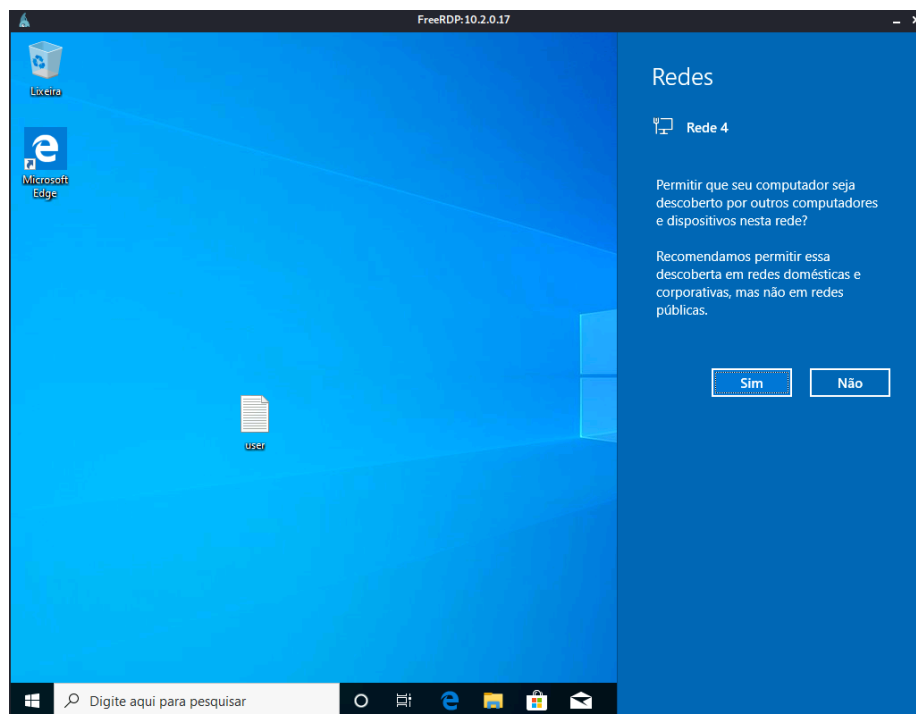 FreeRDP:10.2.0.17
Lixeira
Microsoft
Edge
user
Redes
Rede 4
Permitir que seu computador seja
descoberto por outros computadores
e dispositivos nesta rede?
Recomendamos permitir essa
descoberta em redes domésticas e
corporativas, mas não em redes
públicas.
Sim
Não
Digite aqui para pesquisar